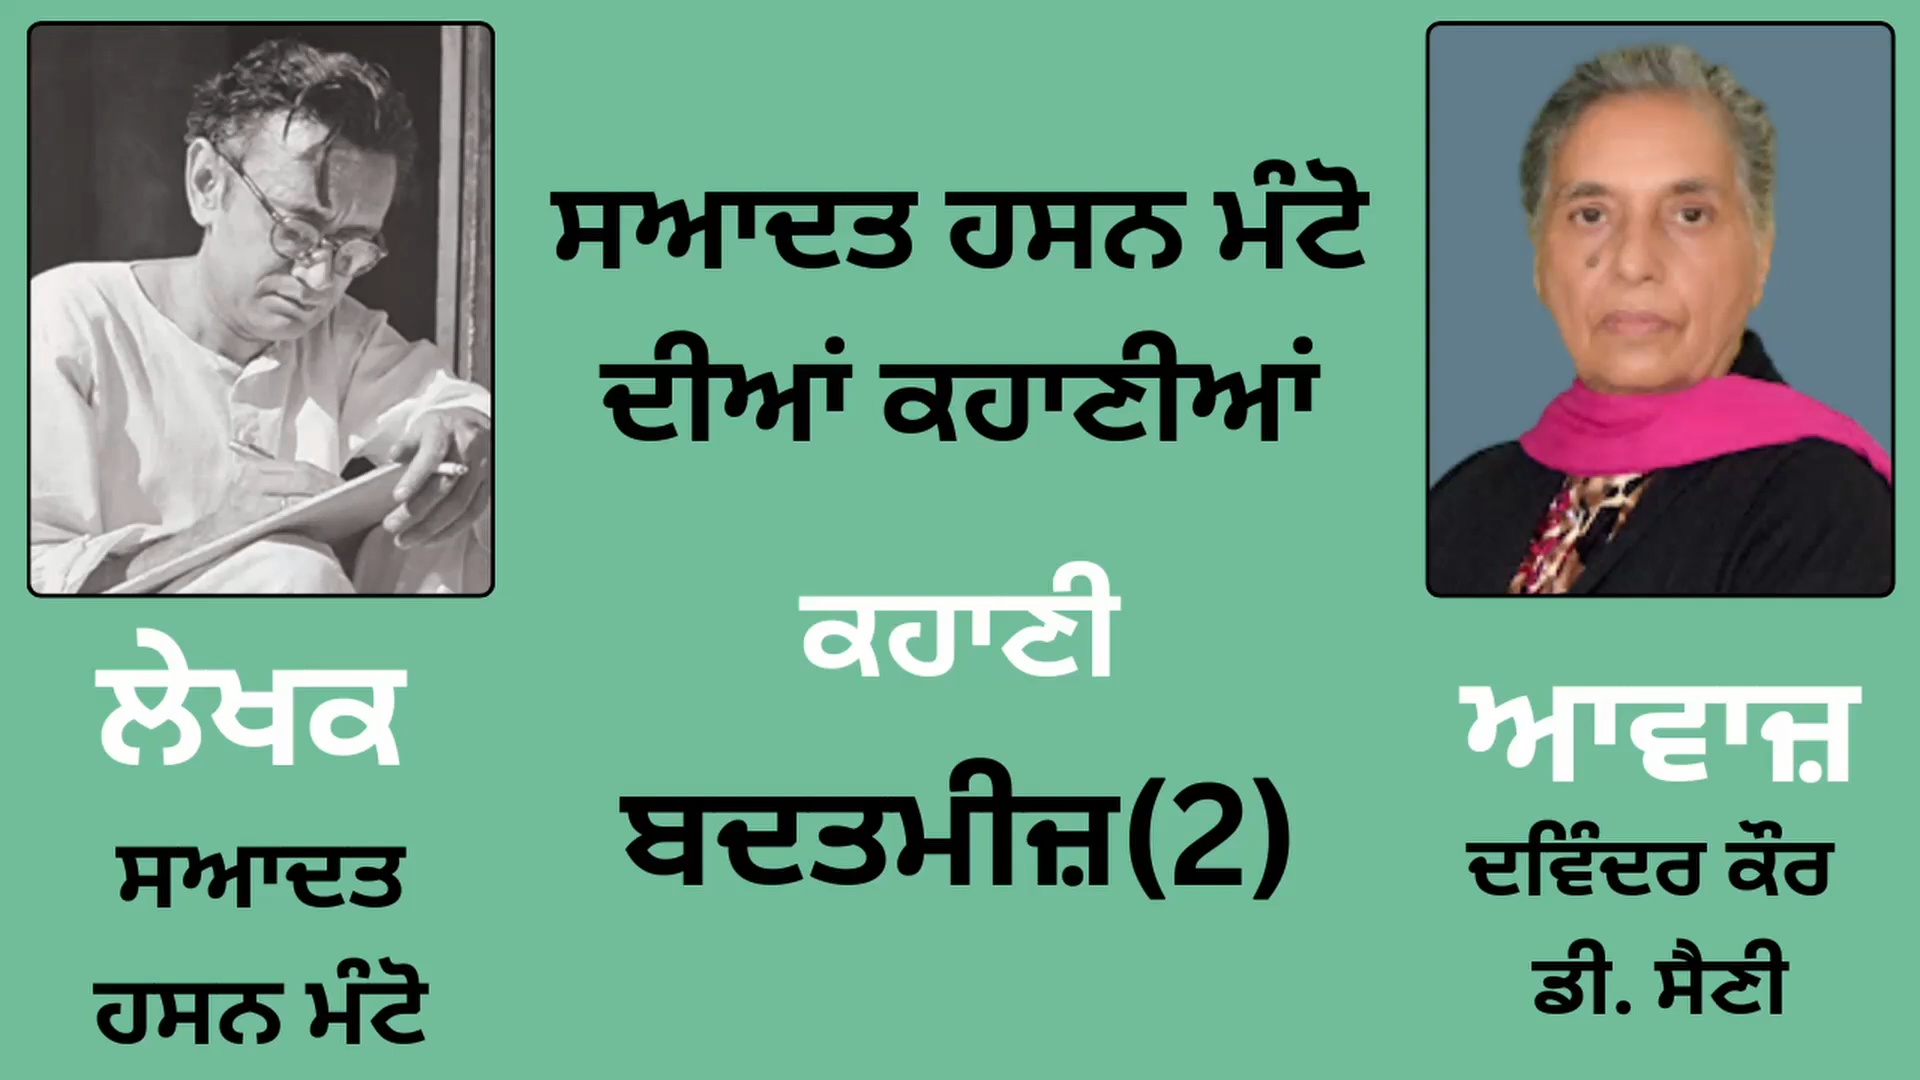 ਸਆਦਤ ਹਸਨ ਮੰਟੋ
ਦੀਆਂ ਕਹਾਣੀਆਂ
ਕਹਾਣੀ
ਬਦਤਮੀਜ਼(2)
ਲੇਖਕ
ਸਆਦਤ
ਹਸਨ ਮੰਟੋ
ਆਵਾਜ਼
ਦਵਿੰਦਰ ਕੌਰ
ਡੀ. ਸੈਣੀ